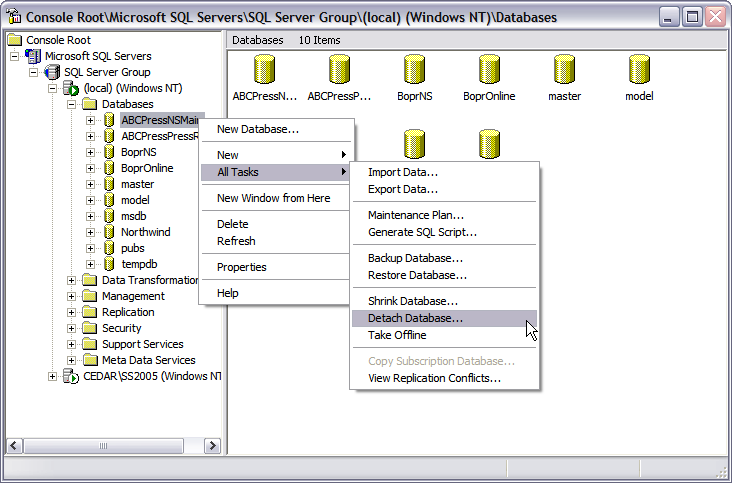 Console Root\Microsoft SQL Servers\SQL Server Group\(local) (Windows NT)\Databases
Console Root
Microsoft SQL Servers
SQL Server Group
(local) (Windows NT)
Databases
ABCPressNSMain
ABCPressPressR
BoprNS
BoprOnline
master
model
msdb
Northwind
pubs
tempdb
Data Transformation
Management
Replication
Security
Support Services
Meta Data Services
CEDAR\SS2005 (Windows NT
Databases 10 Items
ABCPressN...
ABCPressP...
BoprNS
BoprOnline
master
model
New Database...
New
All Tasks
New Window from Here
Delete
Refresh
Properties
Help
Import Data...
Export Data...
Maintenance Plan...
Generate SQL Script...
Backup Database...
Restore Database...
Shrink Database...
Detach Database...
Take Offline
Copy Subscription Database...
View Replication Conflicts...